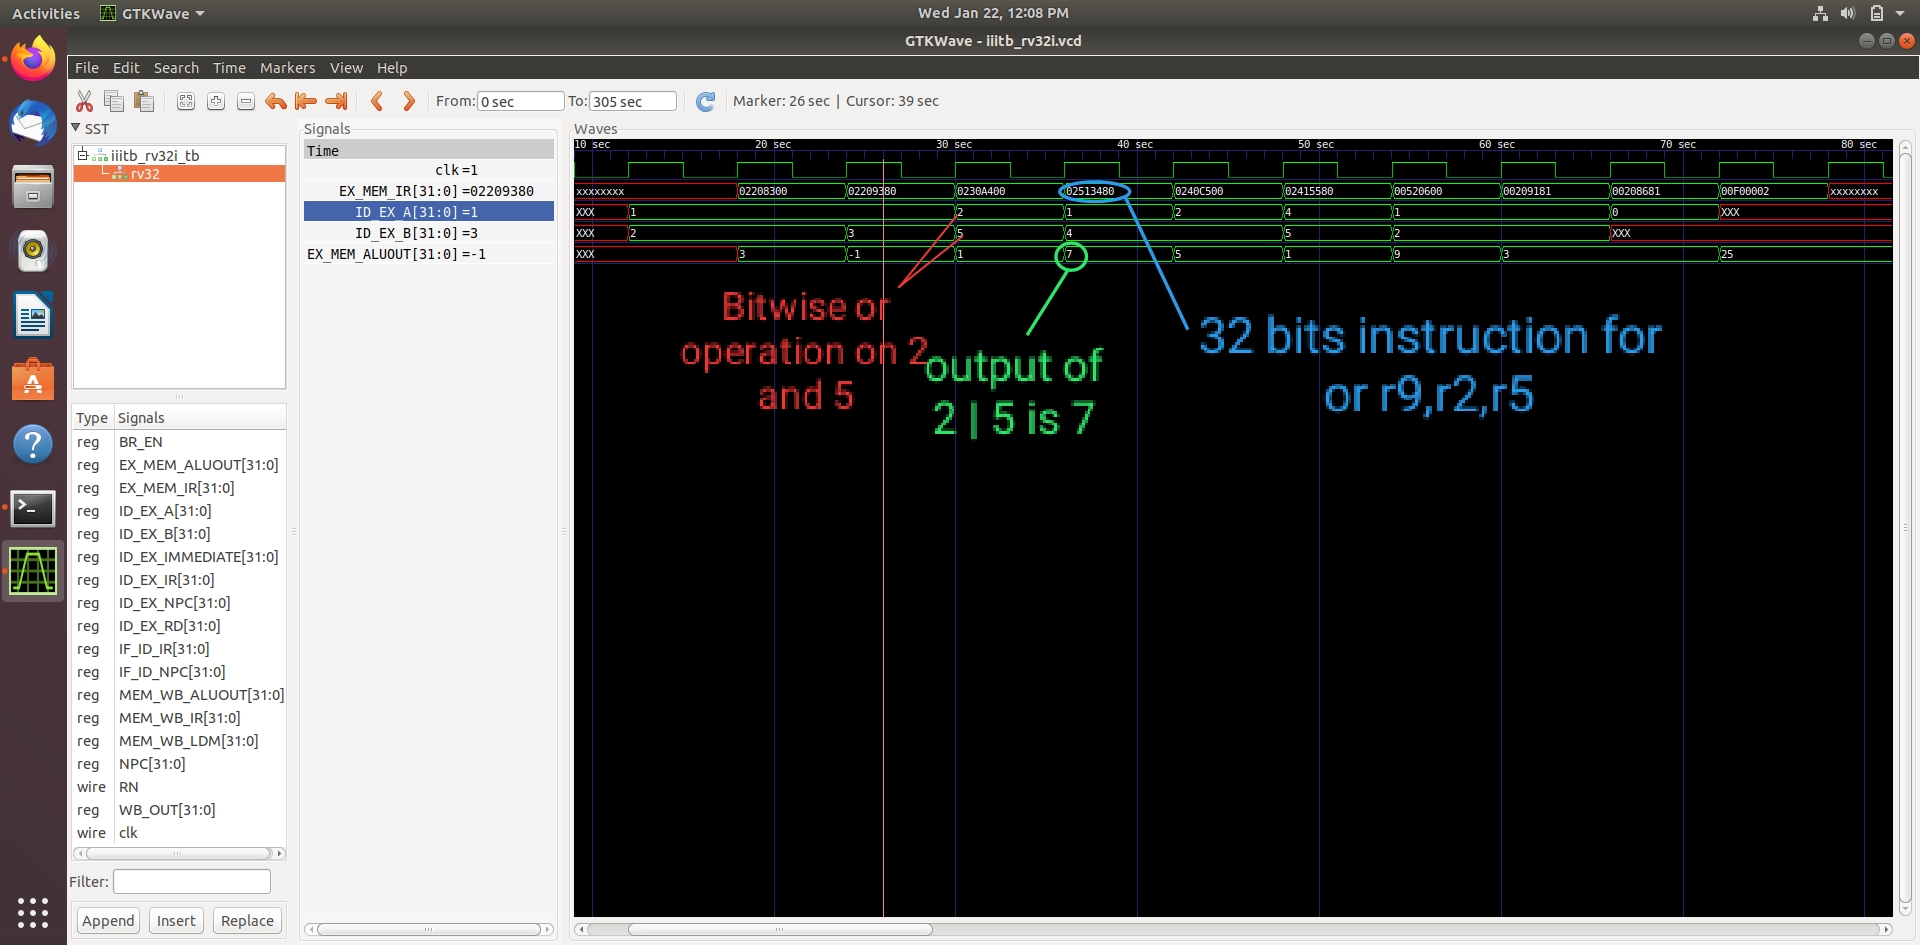 Activities
GTKWave
Wed Jan 22, 12:08 PM
GTKWave - iiitb_rv32i.vcd
File Edit Search Time Markers View Help
From: 0 sec To: 305 sec Marker: 26 sec | Cursor: 39 sec
SST
iiitb_rv32i_tb
rv32
Type Signals
reg BR_EN
reg EX_MEM_ALUOUT[31:0]
reg EX_MEM_IR[31:0]
reg ID_EX_A[31:0]
reg ID_EX_B[31:0]
reg ID_EX_IMMEDIATE[31:0]
reg ID_EX_IR[31:0]
reg ID_EX_NPC[31:0]
reg ID_EX_RD[31:0]
reg IF_ID_IR[31:0]
reg IF_ID_NPC[31:0]
reg MEM_WB_ALUOUT[31:0]
reg MEM_WB_IR[31:0]
reg MEM_WB_LDM[31:0]
reg NPC[31:0]
wire RN
reg WB_OUT[31:0]
wire clk
Filter:
Append Insert Replace
Signals
Time
clk=1
EX_MEM_IR[31:0]=02209380
ID_EX_A[31:0]=1
ID_EX_B[31:0]=3
EX_MEM_ALUOUT[31:0]=-1
Waves
10 sec 20 sec 30 sec 40 sec 50 sec 60 sec 70 sec 80 sec
xxxxxxxx 02208300 02209380 0230A400 02513480 0240C500 02415580 00520600 00209181 00208681 00F00002 xxxxxxxx
XXX 1 2 1 2 4 1 0 XXX
XXX 2 3 5 4 5 2 XXX
XXX 3 -1 1 7 5 1 9 3 25
Bitwise or
operation on 2
and 5
output of
2 | 5 is 7
32 bits instruction for
or r9,r2,r5